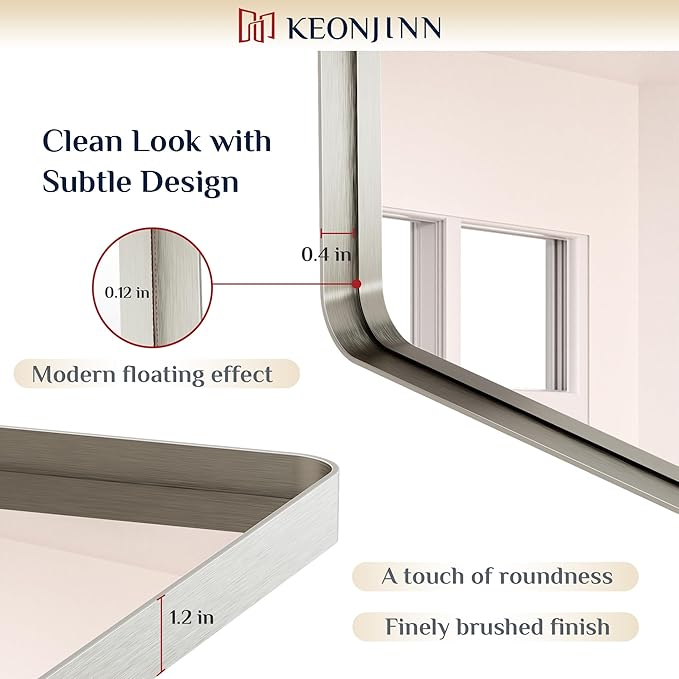 KEONJINN
Clean Look with
Subtle Design
0.4 in
0.12 in
Modern floating effect
1.2 in
A touch of roundness
Finely brushed finish